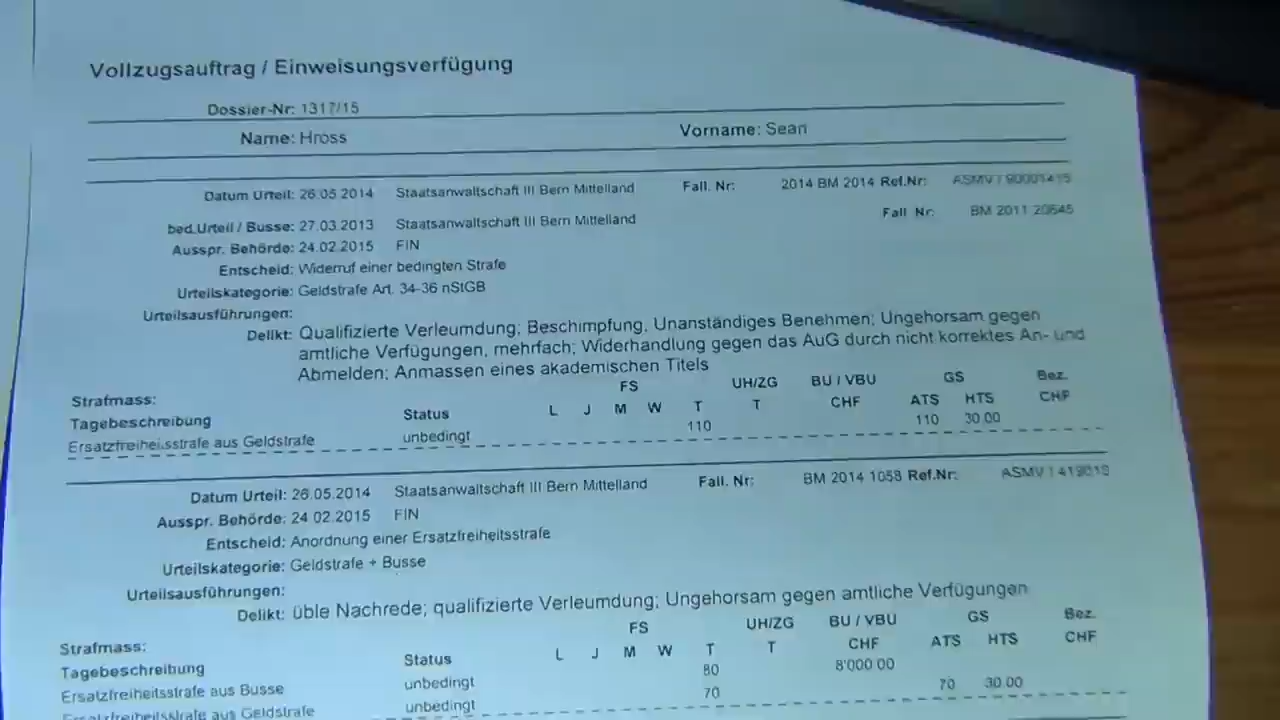 Vollzugsauftrag / Einweisungsverfügung
Dossier-Nr: 1317/15
Name: Hross Vorname: Sean
Datum Urteil: 26.05.2014 Staatsanwaltschaft III Bern Mittelland Fall. Nr: 2014 BM 2014 Ref.Nr: ASMV
bed.Urteil / Busse: 27.03.2013 Staatsanwaltschaft III Bern Mittelland Fall Nr: BM 2011 20545
Ausspr. Behörde: 24.02.2015 FIN
Entscheid: Widerruf einer bedingten Strafe
Urteilskategorie: Geldstrafe Art. 34-36 nStGB
Urteilsausführungen:
Delikt: Qualifizierte Verleumdung; Beschimpfung, Unanständiges Benehmen; Ungehorsam gegen
amtliche Verfügungen, mehrfach; Widerhandlung gegen das AuG durch nicht korrektes An- und
Abmelden; Anmassen eines akademischen Titels
Strafmass: FS UH/ZG BU / VBU GS Bez.
Tagebeschreibung Status L J M W T T CHF ATS HTS CHF
Ersatzfreiheitsstrafe aus Geldstrafe unbedingt 110 110 30.00
Datum Urteil: 26.05.2014 Staatsanwaltschaft III Bern Mittelland Fall. Nr: BM 2014 1058 Ref.Nr: ASMV
Ausspr. Behörde: 24 02.2015 FIN
Entscheid: Anordnung einer Ersatzfreiheitsstrafe
Urteilskategorie: Geldstrafe + Busse
Urteilsausführungen:
Delikt: üble Nachrede; qualifizierte Verleumdung; Ungehorsam gegen amtliche Verfügungen
Strafmass: FS UH/ZG BU / VBU GS Bez.
Tagebeschreibung Status L J M W T T CHF ATS HTS CHF
Ersatzfreiheitsstrafe aus Busse unbedingt 80 8'000 00
Ersatzfreiheitsstrafe aus Geldstrafe unbedingt 70 70 30.00